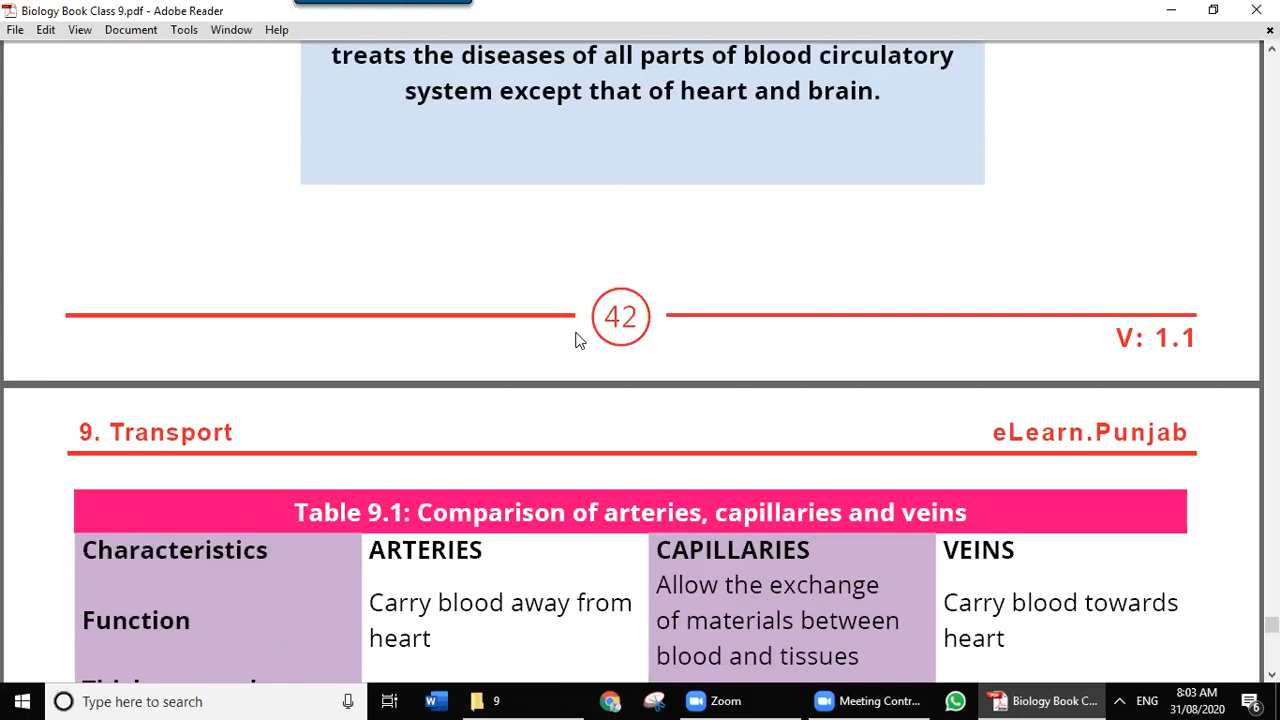 Biology Book Class 9.pdf - Adobe Reader
File Edit View Document Tools Window Help
treats the diseases of all parts of blood circulatory
system except that of heart and brain.
42
V: 1.1
9. Transport eLearn.Punjab
Table 9.1: Comparison of arteries, capillaries and veins
Characteristics ARTERIES CAPILLARIES VEINS
Function Carry blood away from heart Allow the exchange of materials between blood and tissues Carry blood towards heart
Type here to search 9 Zoom Meeting Contr... Biology Book C... ENG 8:03 AM 31/08/2020 6